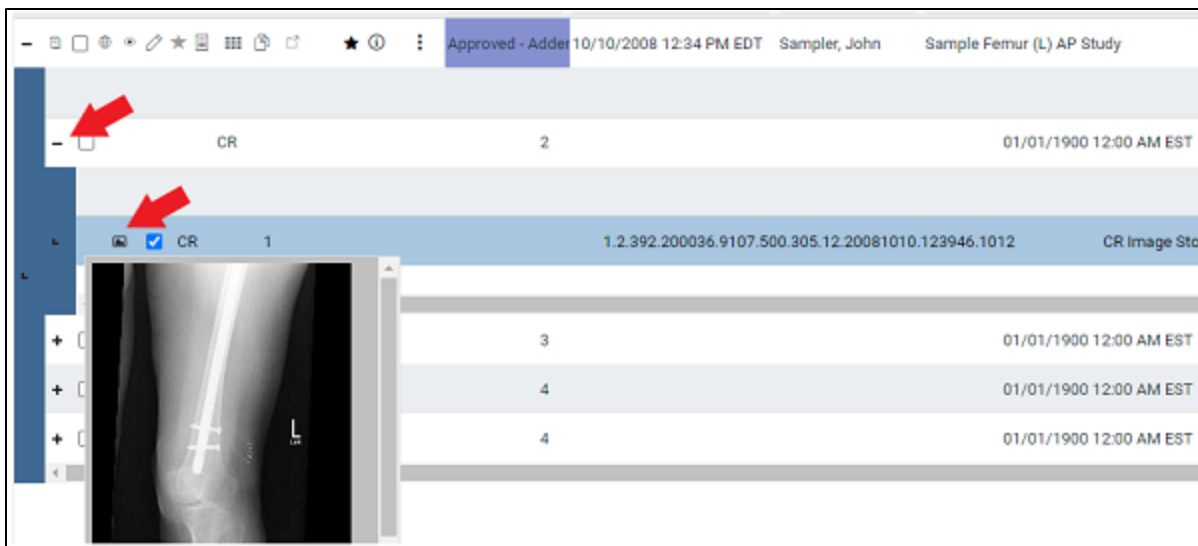 Approved - Adder 10/10/2008 12:34 PM EDT Sampler, John Sample Femur (L) AP Study
CR 2 01/01/1900 12:00 AM EST
CR 1 1.2.392.200036.9107.500.305.12.20081010.123946.1012 CR Image Sto
L
3 01/01/1900 12:00 AM EST
4 01/01/1900 12:00 AM EST
4 01/01/1900 12:00 AM EST